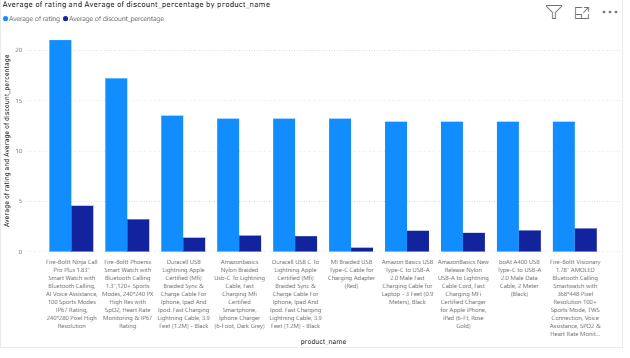 Average of rating and Average of discount_percentage by product_name
Average of rating Average of discount_percentage
Average of rating and Average of discount_percentage
20
15
10
5
0
Fire-Boltt Ninja Call
Pro Plus 1.83"
Smart Watch with
Bluetooth Calling,
AI Voice Assistance,
100 Sports Modes
IP67 Rating,
240*280 Pixel High
Resolution
Fire-Boltt Phoenix
Smart Watch with
Bluetooth Calling
1.3",120+ Sports
Modes, 240*240 PX
High Res with
SpO2, Heart Rate
Monitoring & IP67
Rating
Duracell USB
Lightning Apple
Certified (Mfi)
Braided Sync &
Charge Cable For
Iphone, Ipad And
Ipod. Fast Charging
Lightning Cable, 3.9
Feet (1.2M) - Black
Amazonbasics
Nylon Braided
Usb-C To Lightning
Cable, Fast
Charging Mfi
Certified
Smartphone,
Iphone Charger
(6-Foot, Dark Grey)
Duracell USB C To
Lightning Apple
Certified (Mfi)
Braided Sync &
Charge Cable For
Iphone, Ipad And
Ipod. Fast Charging
Lightning Cable, 3.9
Feet (1.2M) - Black
MI Braided USB
Type-C Cable for
Charging Adapter
(Red)
Amazon Basics USB
Type-C to USB-A
2.0 Male Fast
Charging Cable for
Laptop - 3 Feet (0.9
Meters), Black
AmazonBasics New
Release Nylon
USB-A to Lightning
Cable Cord, Fast
Charging MFi
Certified Charger
for Apple iPhone,
iPad (6-Ft, Rose
Gold)
boAt A400 USB
Type-C to USB-A
2.0 Male Data
Cable, 2 Meter
(Black)
Fire-Boltt Visionary
1.78" AMOLED
Bluetooth Calling
Smartwatch with
368*448 Pixel
Resolution 100+
Sports Mode, TWS
Connection, Voice
Assistance, SPO2 &
Heart Rate Monit...
product_name